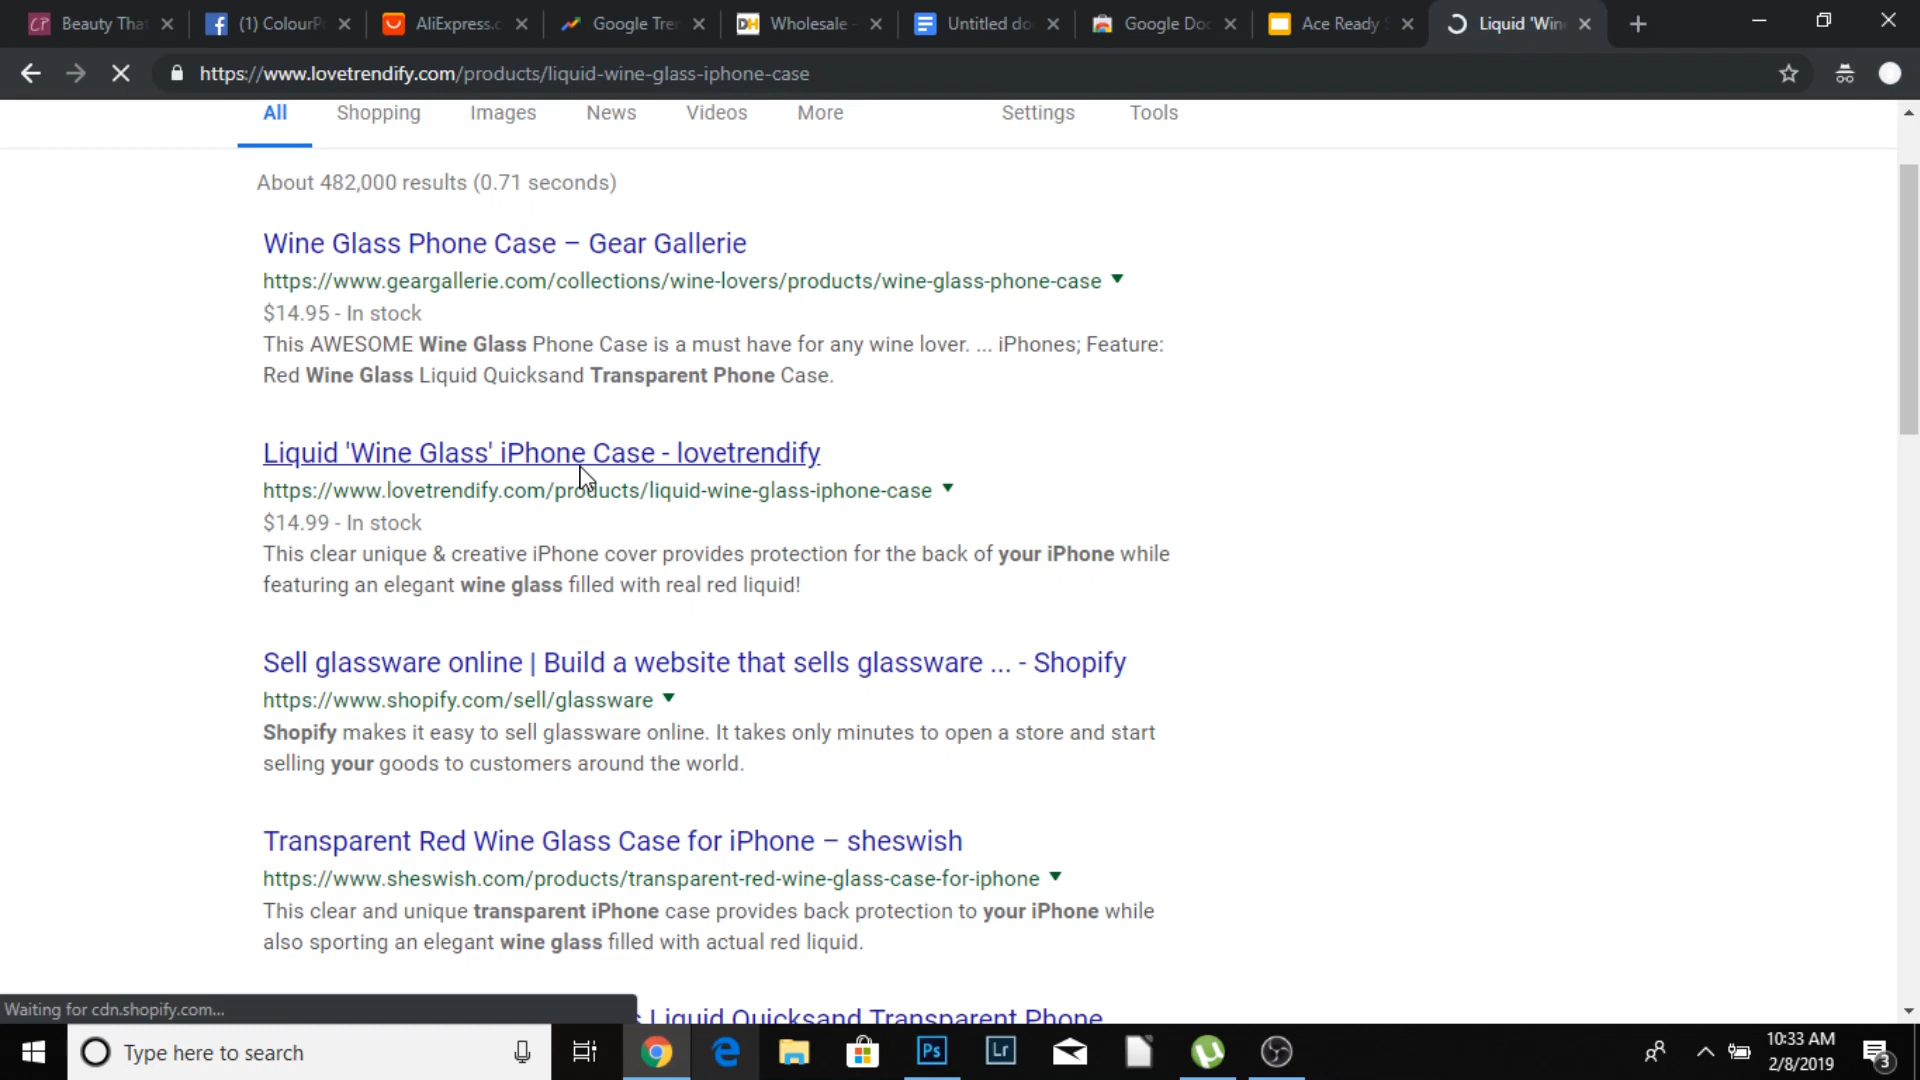 Beauty Tha
(1) ColourP
AliExpress.c
Google Tre
DH
Wholesale -
Untitled do
Google Doc
Ace Ready S
Liquid 'Win
https://www.lovetrendify.com/products/liquid-wine-glass-iphone-case
All Shopping Images News Videos More Settings Tools
About 482,000 results (0.71 seconds)
Wine Glass Phone Case – Gear Gallerie
https://www.geargallerie.com/collections/wine-lovers/products/wine-glass-phone-case
$14.95 - In stock
This AWESOME Wine Glass Phone Case is a must have for any wine lover. ... iPhones; Feature:
Red Wine Glass Liquid Quicksand Transparent Phone Case.
Liquid 'Wine Glass' iPhone Case - lovetrendify
https://www.lovetrendify.com/products/liquid-wine-glass-iphone-case
$14.99 - In stock
This clear unique & creative iPhone cover provides protection for the back of your iPhone while
featuring an elegant wine glass filled with real red liquid!
Sell glassware online | Build a website that sells glassware ... - Shopify
https://www.shopify.com/sell/glassware
Shopify makes it easy to sell glassware online. It takes only minutes to open a store and start
selling your goods to customers around the world.
Transparent Red Wine Glass Case for iPhone – sheswish
https://www.sheswish.com/products/transparent-red-wine-glass-case-for-iphone
This clear and unique transparent iPhone case provides back protection to your iPhone while
also sporting an elegant wine glass filled with actual red liquid.
Waiting for cdn.shopify.com...
Liquid Quicksand Transparent Phone
Type here to search
Ps
Lr
10:33 AM
2/8/2019
3